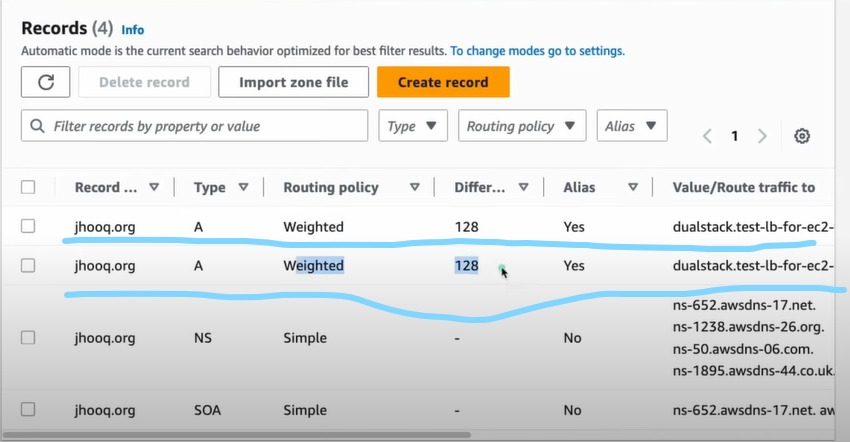 Records (4) Info
Automatic mode is the current search behavior optimized for best filter results. To change modes go to settings.
Delete record Import zone file Create record
Filter records by property or value Type Routing policy Alias 1
Record ... Type Routing policy Differ... Alias Value/Route traffic to
jhooq.org A Weighted 128 Yes dualstack.test-lb-for-ec2-
jhooq.org A Weighted 128 Yes dualstack.test-lb-for-ec2-
ns-652.awsdns-17.net.
ns-1238.awsdns-26.org.
jhooq.org NS Simple - No
ns-50.awsdns-06.com.
ns-1895.awsdns-44.co.uk.
jhooq.org SOA Simple - No ns-652.awsdns-17.net. aw